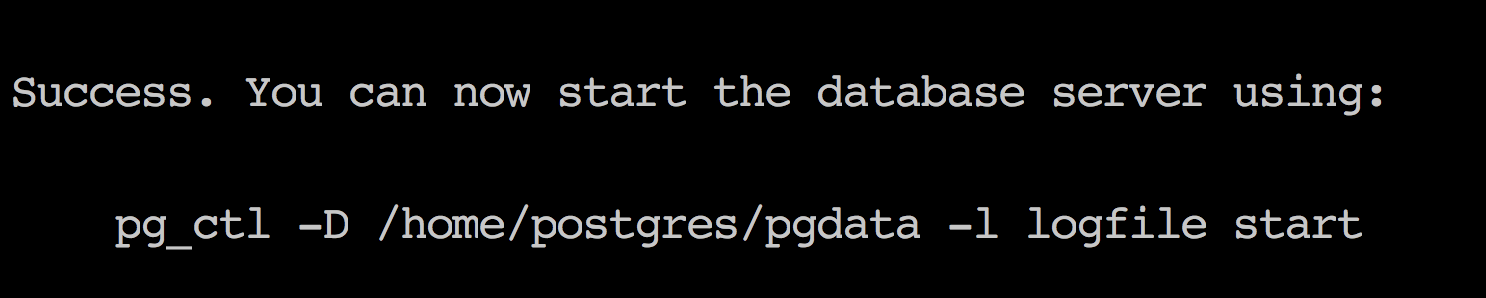 Success. You can now start the database server using:
pg_ctl -D /home/postgres/pgdata -l logfile start